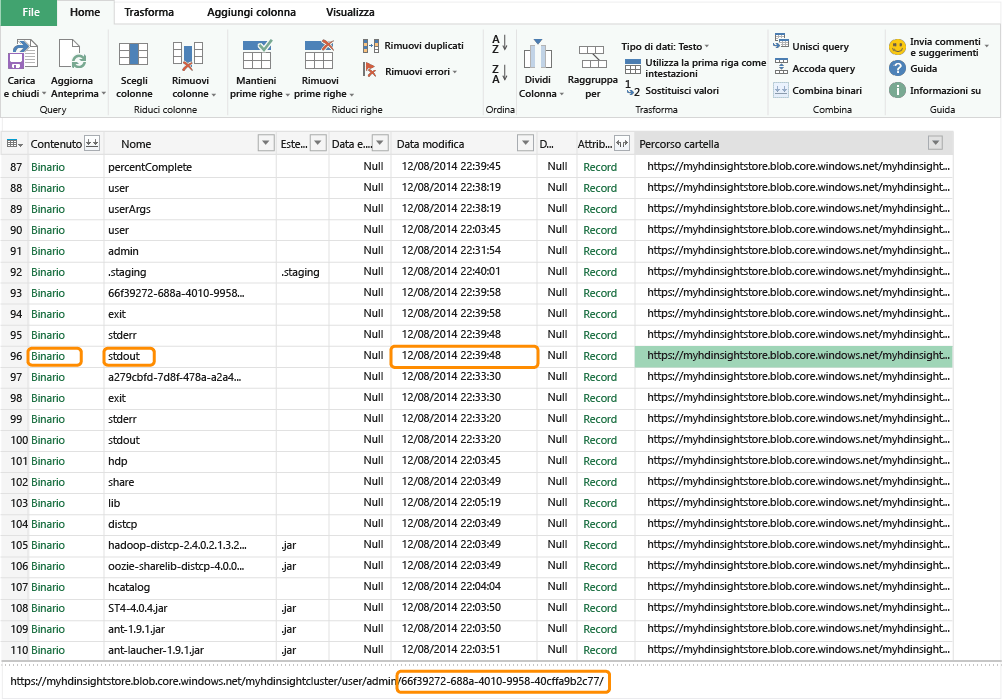 File Home Trasforma Aggiungi colonna Visualizza
Carica e chiudi
Aggiorna Anteprima
Query
Scegli colonne
Rimuovi colonne
Riduci colonne
Mantieni prime righe
Rimuovi prime righe
Rimuovi duplicati
Rimuovi errori
Riduci righe
A Z
Z A
Ordina
Dividi Colonna
Raggruppa per
Tipo di dati: Testo
Utilizza la prima riga come intestazioni
1 2 Sostituisci valori
Trasforma
Unisci query
Accoda query
Combina binari
Combina
Invia commenti e suggerimenti
Guida
Informazioni su
Guida
Contenuto Nome Este... Data e... Data modifica D... Attrib... Percorso cartella
87 Binario percentComplete Null 12/08/2014 22:39:45 Null Record https://myhdinsightstore.blob.core.windows.net/myhdinsight...
88 Binario user Null 12/08/2014 22:38:19 Null Record https://myhdinsightstore.blob.core.windows.net/myhdinsight...
89 Binario userArgs Null 12/08/2014 22:38:19 Null Record https://myhdinsightstore.blob.core.windows.net/myhdinsight...
90 Binario user Null 12/08/2014 22:03:45 Null Record https://myhdinsightstore.blob.core.windows.net/myhdinsight...
91 Binario admin Null 12/08/2014 22:31:54 Null Record https://myhdinsightstore.blob.core.windows.net/myhdinsight...
92 Binario .staging .staging Null 12/08/2014 22:40:01 Null Record https://myhdinsightstore.blob.core.windows.net/myhdinsight...
93 Binario 66f39272-688a-4010-9958... Null 12/08/2014 22:39:58 Null Record https://myhdinsightstore.blob.core.windows.net/myhdinsight...
94 Binario exit Null 12/08/2014 22:39:58 Null Record https://myhdinsightstore.blob.core.windows.net/myhdinsight...
95 Binario stderr Null 12/08/2014 22:39:48 Null Record https://myhdinsightstore.blob.core.windows.net/myhdinsight...
96 Binario stdout Null 12/08/2014 22:39:48 Null Record https://myhdinsightstore.blob.core.windows.net/myhdinsight...
97 Binario a279cbfd-7d8f-478a-a2a4... Null 12/08/2014 22:33:30 Null Record https://myhdinsightstore.blob.core.windows.net/myhdinsight...
98 Binario exit Null 12/08/2014 22:33:30 Null Record https://myhdinsightstore.blob.core.windows.net/myhdinsight...
99 Binario stderr Null 12/08/2014 22:33:20 Null Record https://myhdinsightstore.blob.core.windows.net/myhdinsight...
100 Binario stdout Null 12/08/2014 22:33:20 Null Record https://myhdinsightstore.blob.core.windows.net/myhdinsight...
101 Binario hdp Null 12/08/2014 22:03:45 Null Record https://myhdinsightstore.blob.core.windows.net/myhdinsight...
102 Binario share Null 12/08/2014 22:03:49 Null Record https://myhdinsightstore.blob.core.windows.net/myhdinsight...
103 Binario lib Null 12/08/2014 22:05:19 Null Record https://myhdinsightstore.blob.core.windows.net/myhdinsight...
104 Binario distcp Null 12/08/2014 22:03:49 Null Record https://myhdinsightstore.blob.core.windows.net/myhdinsight...
105 Binario hadoop-distcp-2.4.0.2.1.3.2... .jar Null 12/08/2014 22:03:49 Null Record https://myhdinsightstore.blob.core.windows.net/myhdinsight...
106 Binario oozie-sharelib-distcp-4.0.0... .jar Null 12/08/2014 22:03:49 Null Record https://myhdinsightstore.blob.core.windows.net/myhdinsight...
107 Binario hcatalog Null 12/08/2014 22:04:04 Null Record https://myhdinsightstore.blob.core.windows.net/myhdinsight...
108 Binario ST4-4.0.4.jar .jar Null 12/08/2014 22:03:50 Null Record https://myhdinsightstore.blob.core.windows.net/myhdinsight...
109 Binario ant-1.9.1.jar .jar Null 12/08/2014 22:03:50 Null Record https://myhdinsightstore.blob.core.windows.net/myhdinsight...
110 Binario ant-laucher-1.9.1.jar .jar Null 12/08/2014 22:03:51 Null Record https://myhdinsightstore.blob.core.windows.net/myhdinsight...
https://myhdinsightstore.blob.core.windows.net/myhdinsightcluster/user/admin/66f39272-688a-4010-9958-40cffa9b2c77/